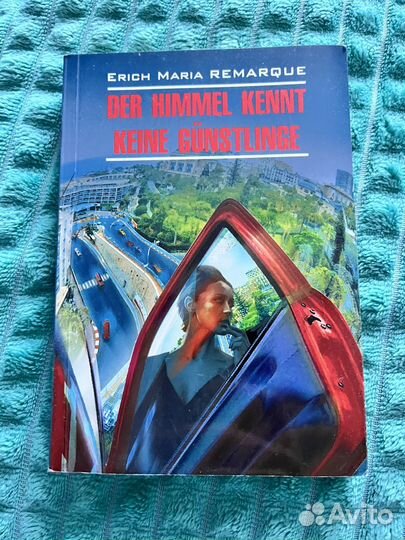 Erich Maria Remarque
DER HIMMEL KENNT
KEINE GÜNSTLINGE
Avito